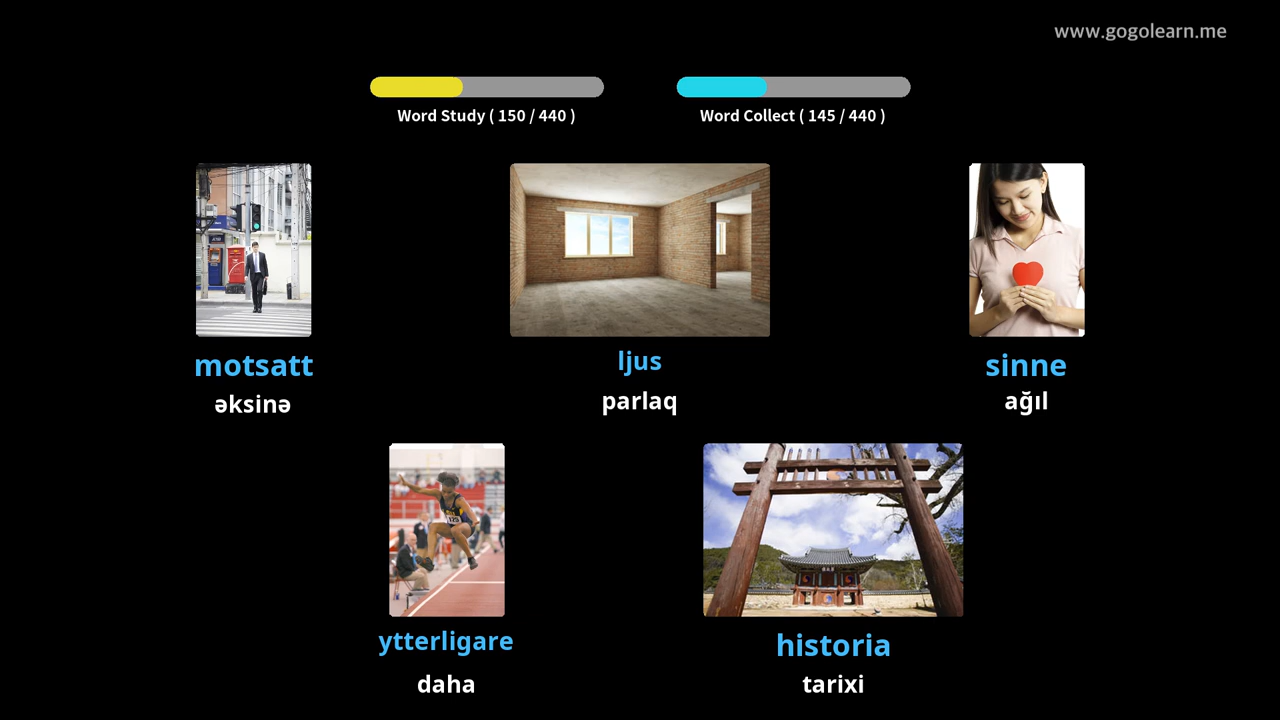 www.gogolearn.me
Word Study ( 150 / 440 )
Word Collect ( 145 / 440 )
motsatt
əksinə
ljus
parlaq
sinne
ağıl
ytterligare
daha
historia
tarixi